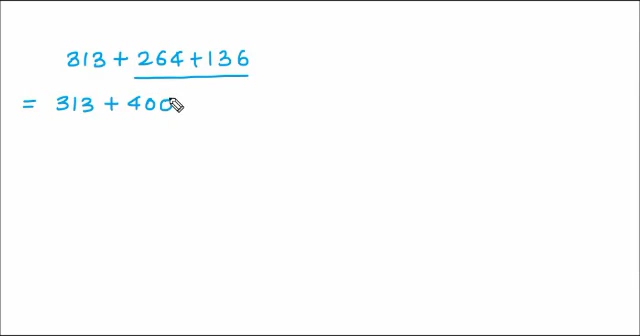 313 + 264 + 136
= 313 + 400